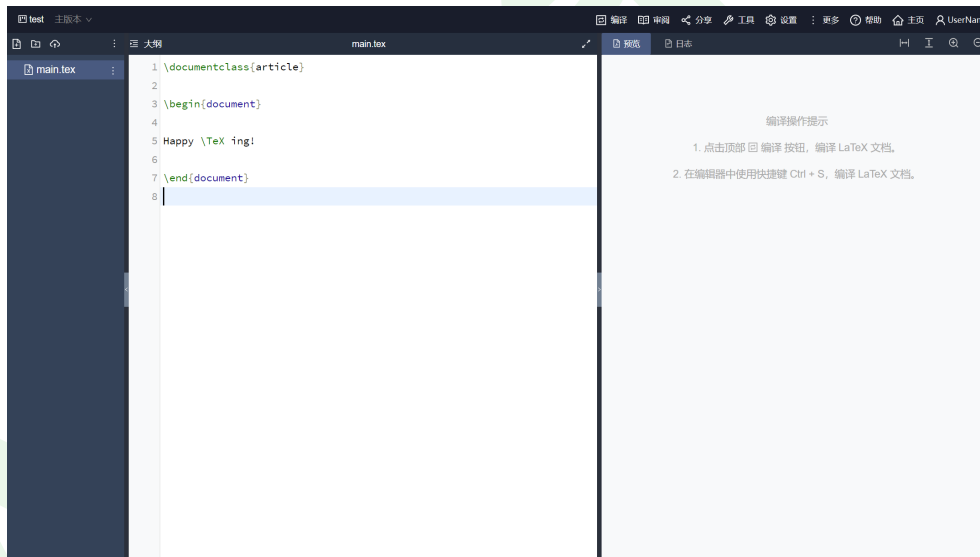 test 主版本
编译 审阅 分享 工具 设置 更多 帮助 主页 UserNam
大纲 main.tex 预览 日志
main.tex
1 \documentclass{article}
2
3 \begin{document}
4
5 Happy \TeX ing!
6
7 \end{document}
8
编译操作提示
1. 点击顶部 回 编译 按钮，编译 LaTeX 文档。
2. 在编辑器中使用快捷键 Ctrl + S，编译 LaTeX 文档。